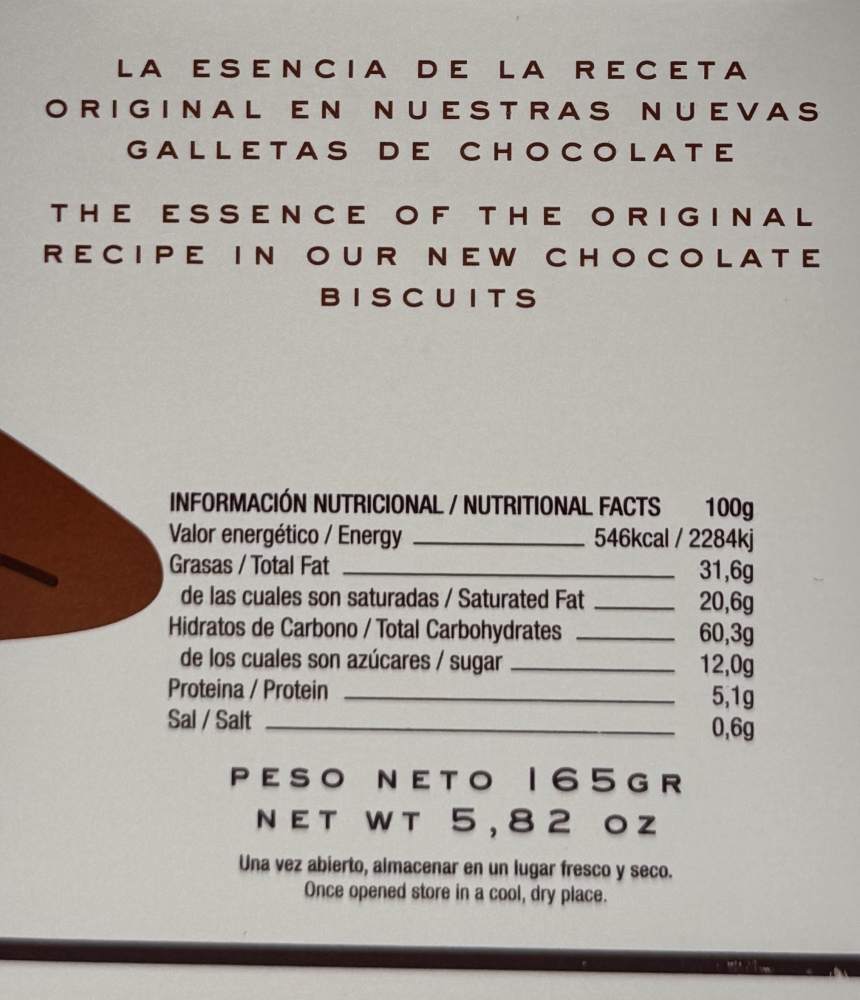 LA ESENCIA DE LA RECETA
ORIGINAL EN NUESTRAS NUEVAS
GALLETAS DE CHOCOLATE
THE ESSENCE OF THE ORIGINAL
RECIPE IN OUR NEW CHOCOLATE
BISCUITS
INFORMACIÓN NUTRICIONAL / NUTRITIONAL FACTS 100g
Valor energético / Energy 546kcal / 2284kj
Grasas / Total Fat 31,6g
de las cuales son saturadas / Saturated Fat 20,6g
Hidratos de Carbono / Total Carbohydrates 60,3g
de los cuales son azúcares / sugar 12,0g
Proteina / Protein 5,1g
Sal / Salt 0,6g
PESO NETO 165GR
NET WT 5,82 OZ
Una vez abierto, almacenar en un lugar fresco y seco.
Once opened store in a cool, dry place.